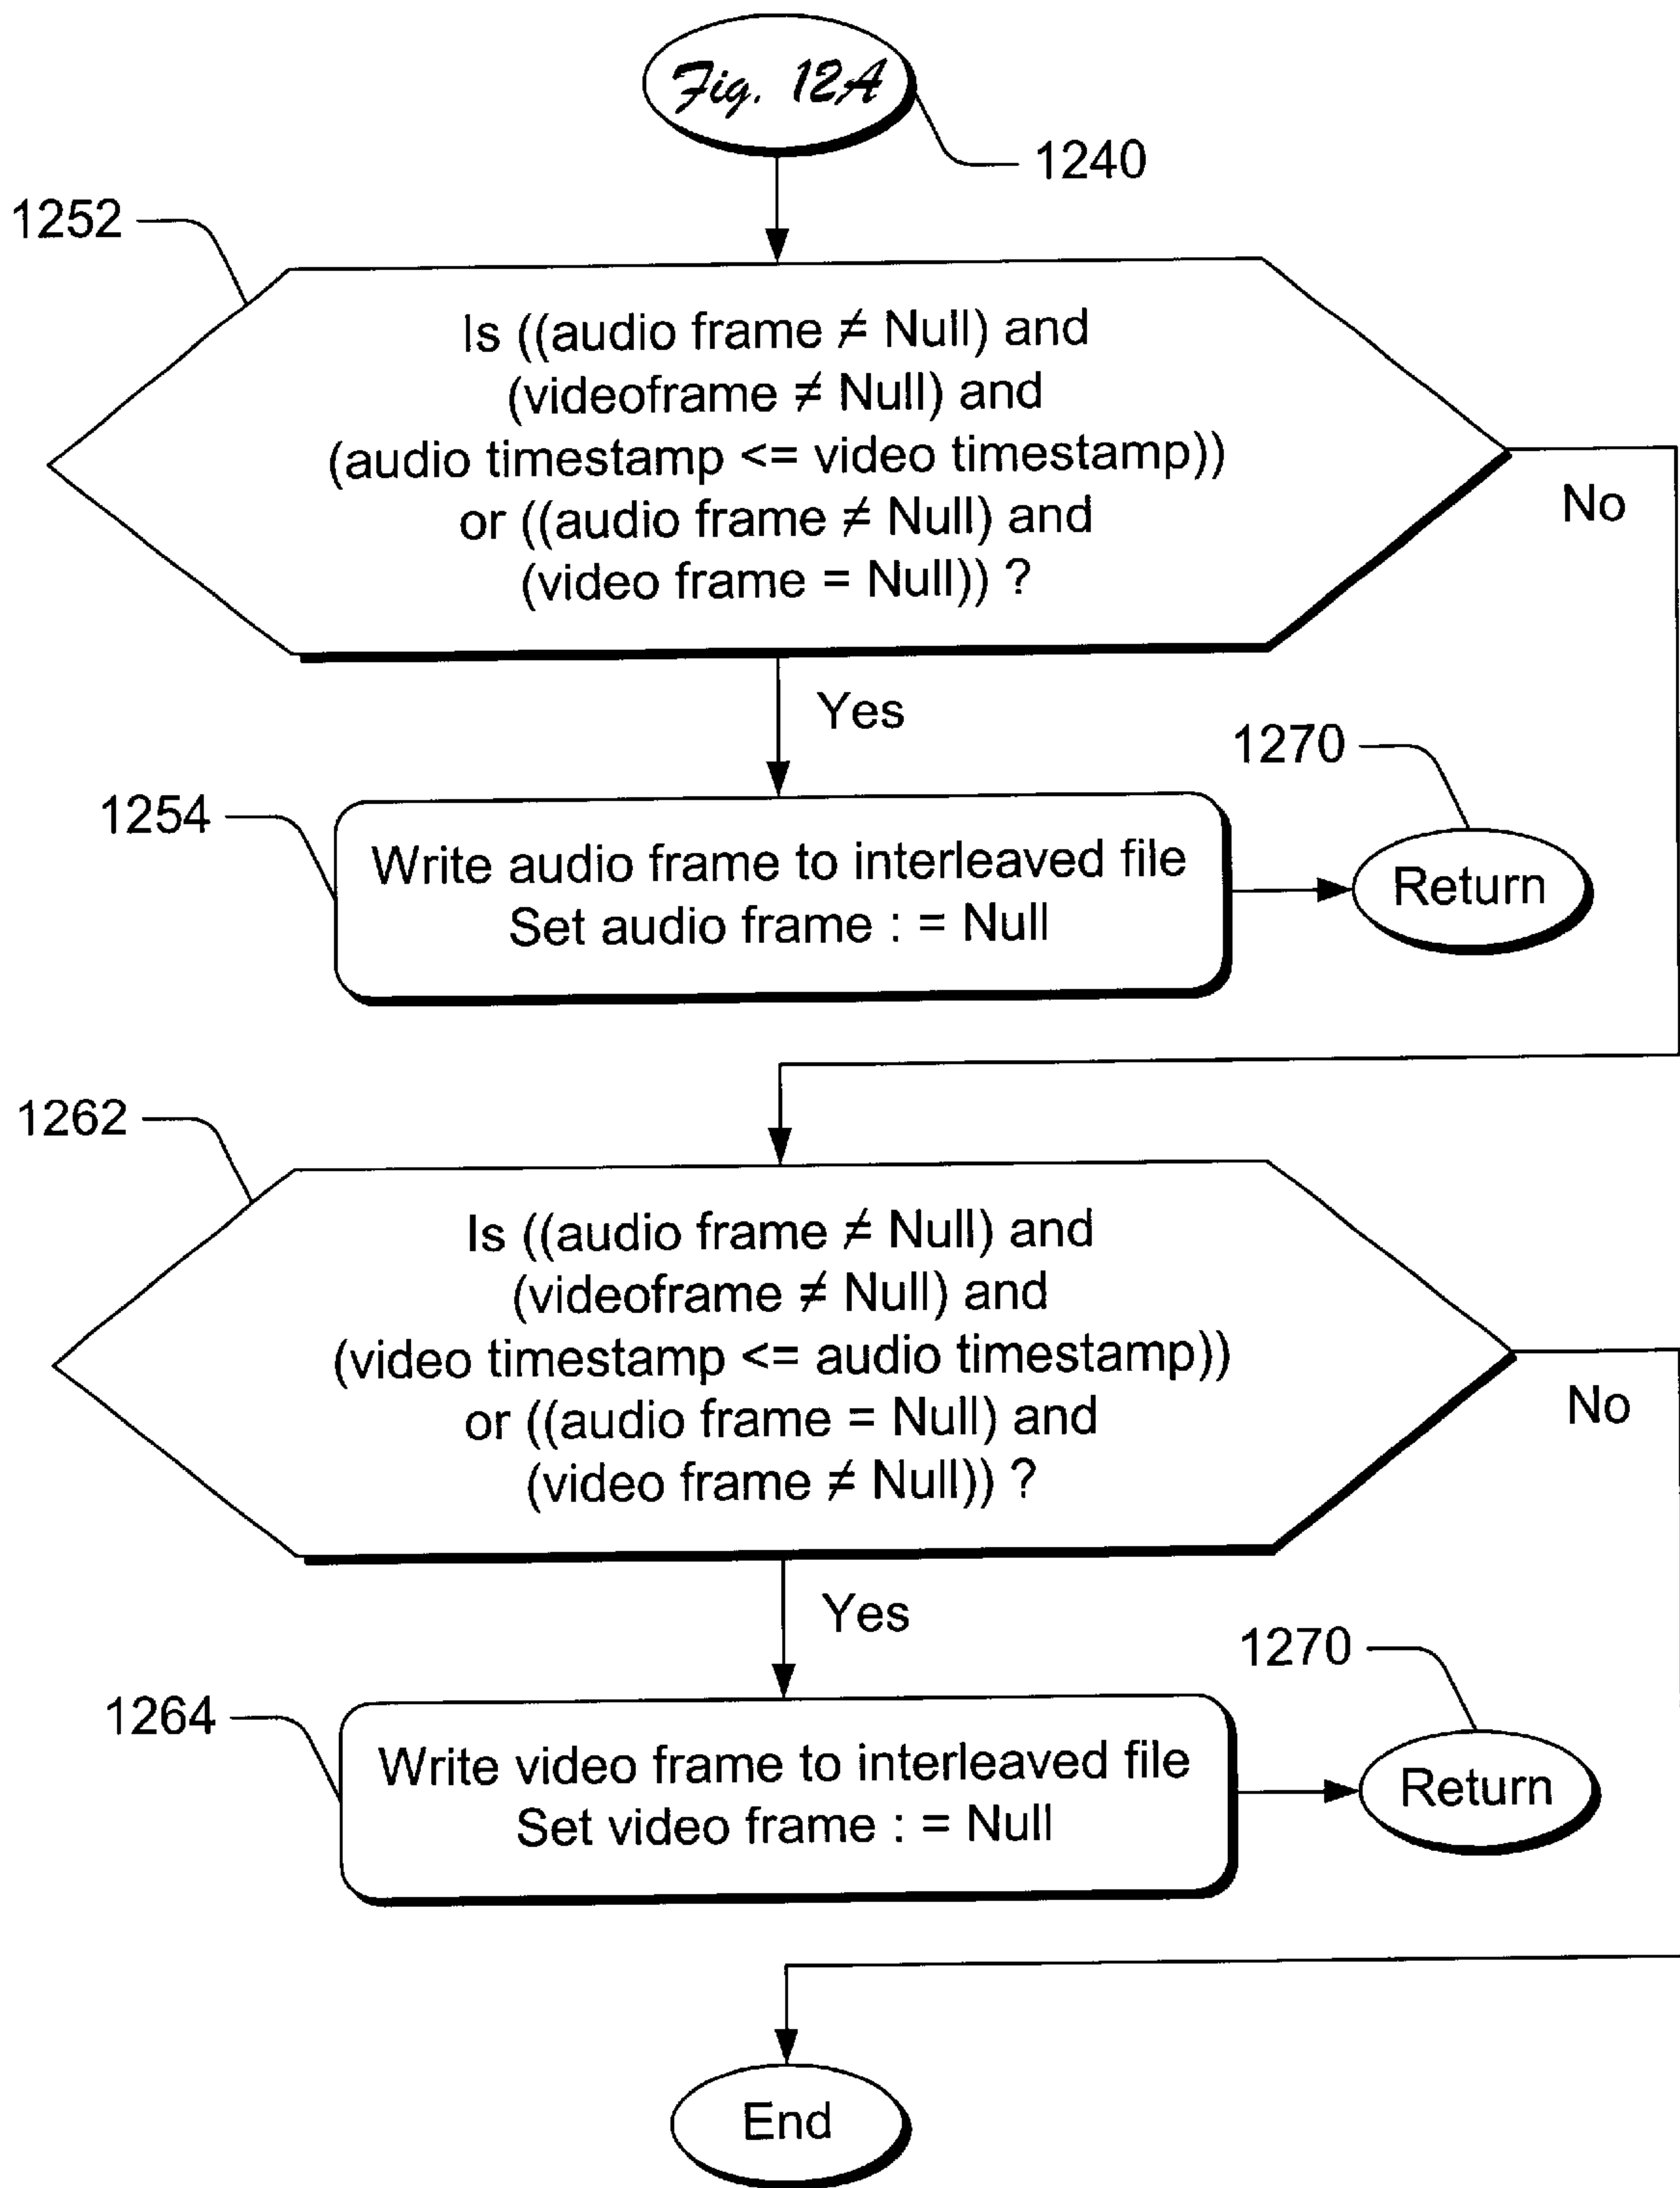 Fig. 12A
1240
1252
Is ((audio frame ≠ Null) and
(videoframe ≠ Null) and
(audio timestamp <= video timestamp))
or ((audio frame ≠ Null) and
(video frame = Null)) ?
No
Yes
1270
1254
Write audio frame to interleaved file
Set audio frame : = Null
Return
1262
Is ((audio frame ≠ Null) and
(videoframe ≠ Null) and
(video timestamp <= audio timestamp))
or ((audio frame = Null) and
(video frame ≠ Null)) ?
No
Yes
1270
1264
Write video frame to interleaved file
Set video frame : = Null
Return
End